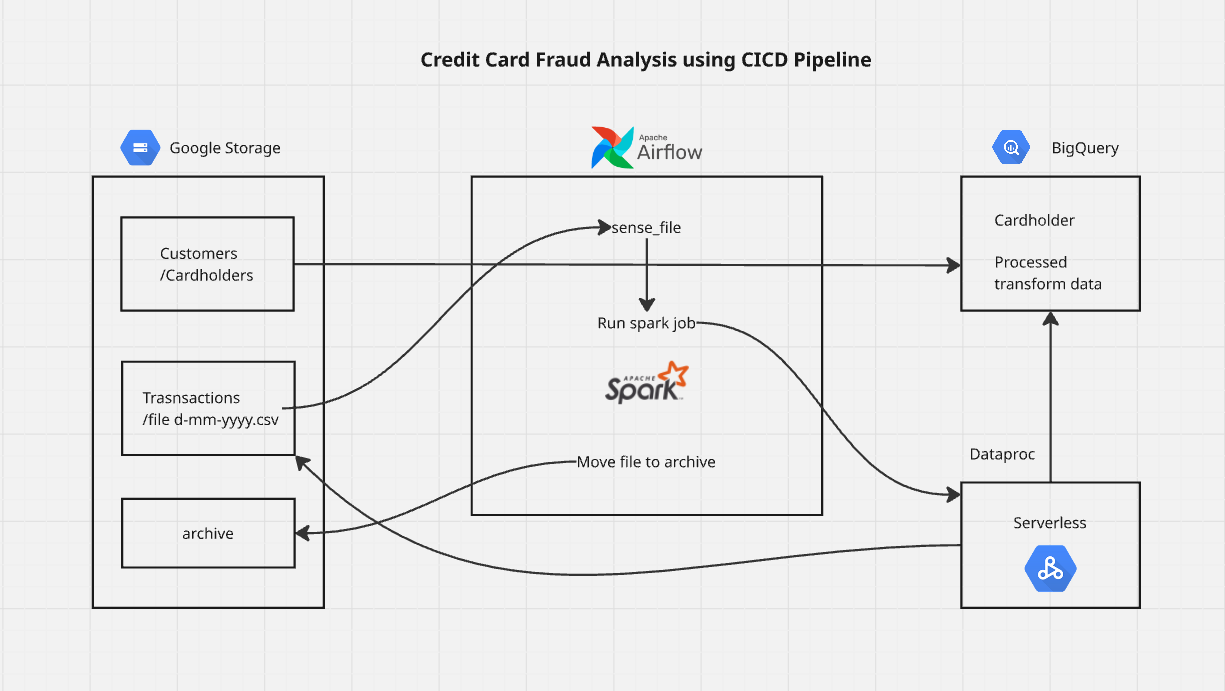 Credit Card Fraud Analysis using CICD Pipeline
Google Storage
Customers
/Cardholders
Trasnsactions
/file d-mm-yyyy.csv
archive
Apache
Airflow
sense_file
Run spark job
APACHE
Spark
Move file to archive
BigQuery
Cardholder
Processed
transform data
Dataproc
Serverless